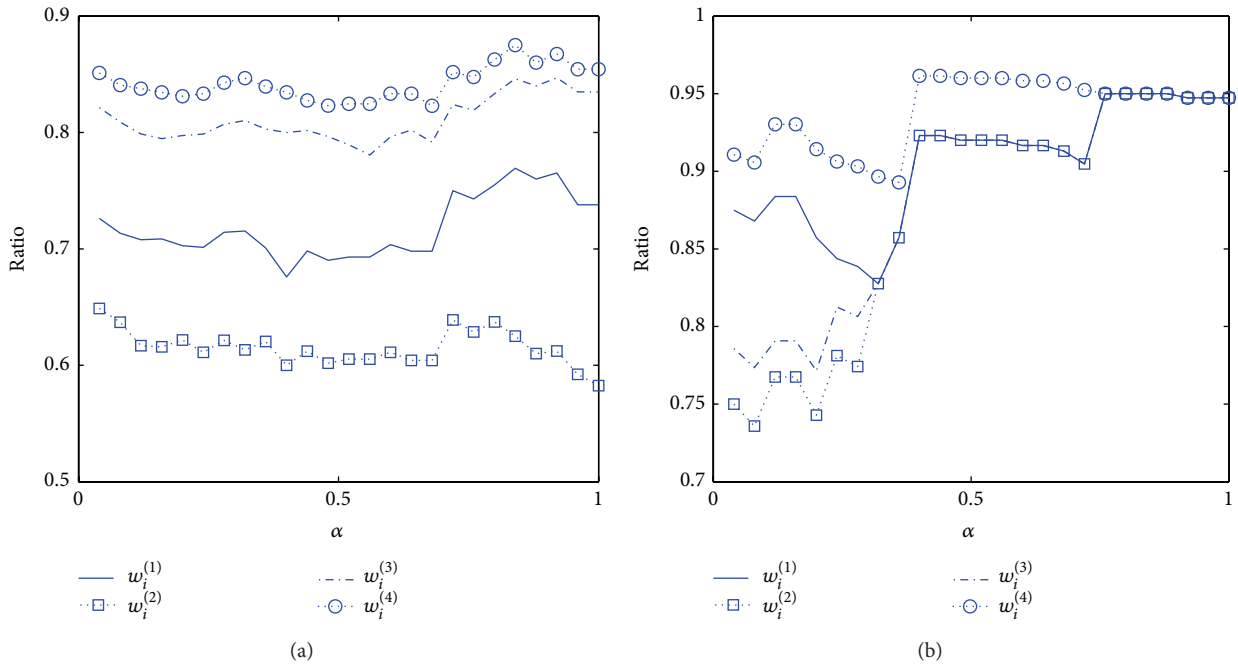 0.9
0.8
0.7
0.6
0.5
Ratio
0
0.5
1
α
w_i^(1)
w_i^(2)
w_i^(3)
w_i^(4)
(a)
1
0.95
0.9
0.85
0.8
0.75
0.7
Ratio
0
0.5
1
α
w_i^(1)
w_i^(2)
w_i^(3)
w_i^(4)
(b)